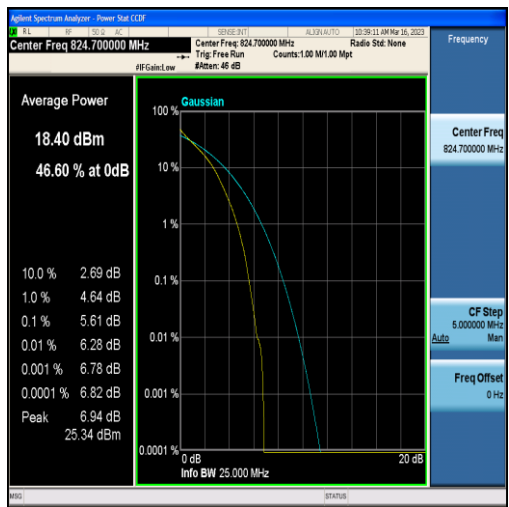 Agilent Spectrum Analyzer - Power Stat CCDF
RL RF 50 Ω AC SENSE:INT ALIGN AUTO 10:39:11 AM Mar 16, 2023
Center Freq 824.700000 MHz
Center Freq: 824.700000 MHz Radio Std: None
Trig: Free Run Counts:1.00 M/1.00 Mpt
#IFGain:Low #Atten: 46 dB
Frequency
Average Power
18.40 dBm
46.60 % at 0dB
10.0 % 2.69 dB
1.0 % 4.64 dB
0.1 % 5.61 dB
0.01 % 6.28 dB
0.001 % 6.78 dB
0.0001 % 6.82 dB
Peak 6.94 dB
25.34 dBm
Gaussian
100 %
10 %
1 %
0.1 %
0.01 %
0.001 %
0.0001 %
0 dB 20 dB
Info BW 25.000 MHz
Center Freq
824.700000 MHz
CF Step
5.000000 MHz
Auto Man
Freq Offset
0 Hz
MSG STATUS